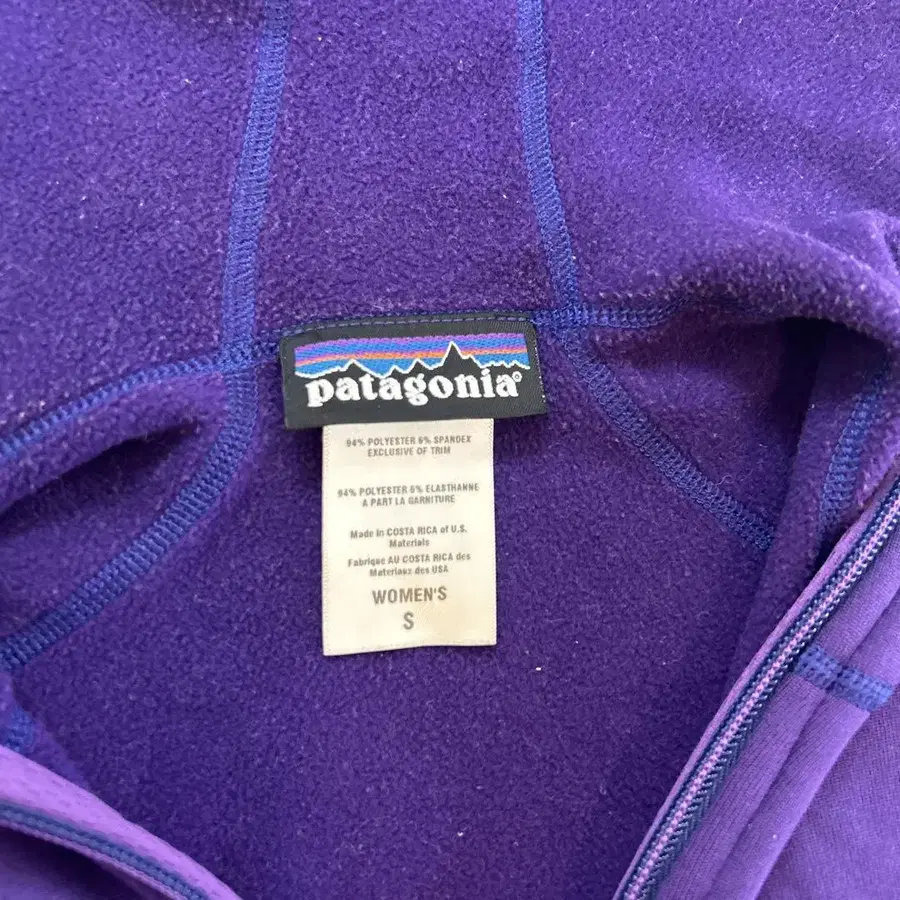 patagonia®
94% POLYESTER 6% SPANDEX
EXCLUSIVE OF TRIM
94% POLYESTER 6% ELASTHANNE
A PART LA GARNITURE
Made in COSTA RICA of U.S.
Materials
Fabrique AU COSTA RICA des
Materiaux des USA
WOMEN'S
S